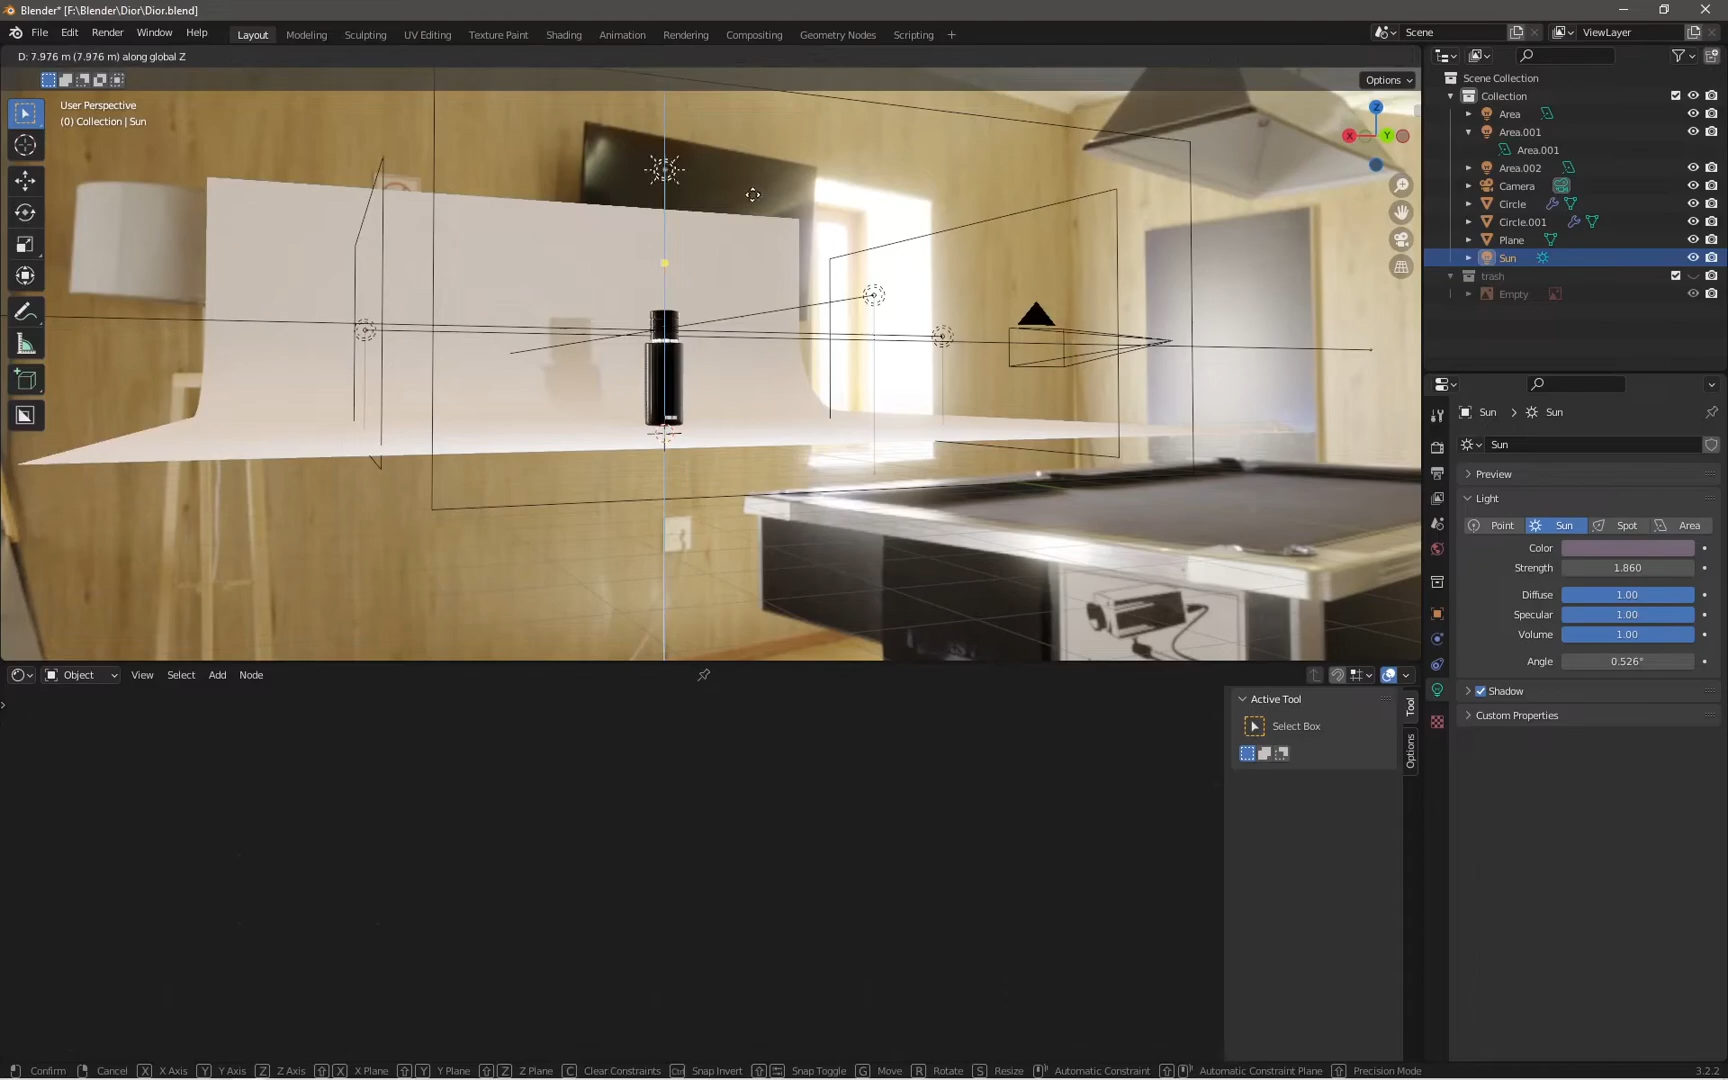 Blender* [F:\Blender\Dior\Dior.blend]
File Edit Render Window Help Layout Modeling Sculpting UV Editing Texture Paint Shading Animation Rendering Compositing Geometry Nodes Scripting + Scene ViewLayer
D: 7.976 m (7.976 m) along global Z
Options
User Perspective
(0) Collection | Sun
Z
X
Y
Scene Collection
Collection
Area
Area.001
Area.001
Area.002
Camera
Circle
Circle.001
Plane
Sun
trash
Empty
Sun > Sun
Sun
Preview
Light
Point Sun Spot Area
Color
Strength 1.860
Diffuse 1.00
Specular 1.00
Volume 1.00
Angle 0.526°
Shadow
Custom Properties
Object View Select Add Node
Active Tool
Select Box
Tool
Options
Confirm Cancel X X Axis Y Y Axis Z Z Axis X X Plane Y Y Plane Z Z Plane C Clear Constraints Ctrl Snap Invert Snap Toggle G Move R Rotate S Resize Automatic Constraint Automatic Constraint Plane Precision Mode 3.2.2